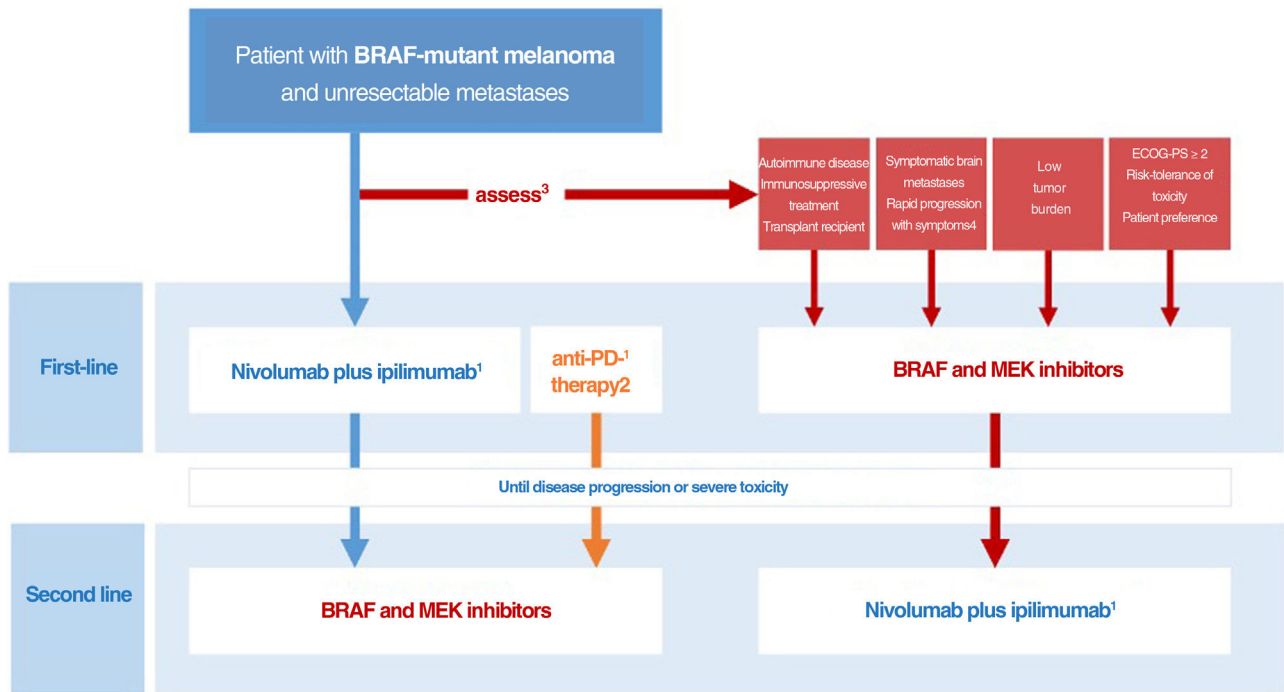 Patient with BRAF-mutant melanoma
and unresectable metastases
assess³
Autoimmune disease
Immunosuppressive
treatment
Transplant recipient
Symptomatic brain
metastases
Rapid progression
with symptoms4
Low
tumor
burden
ECOG-PS ≥ 2
Risk-tolerance of
toxicity
Patient preference
First-line
Nivolumab plus ipilimumab¹
anti-PD-¹
therapy2
BRAF and MEK inhibitors
Until disease progression or severe toxicity
Second line
BRAF and MEK inhibitors
Nivolumab plus ipilimumab¹